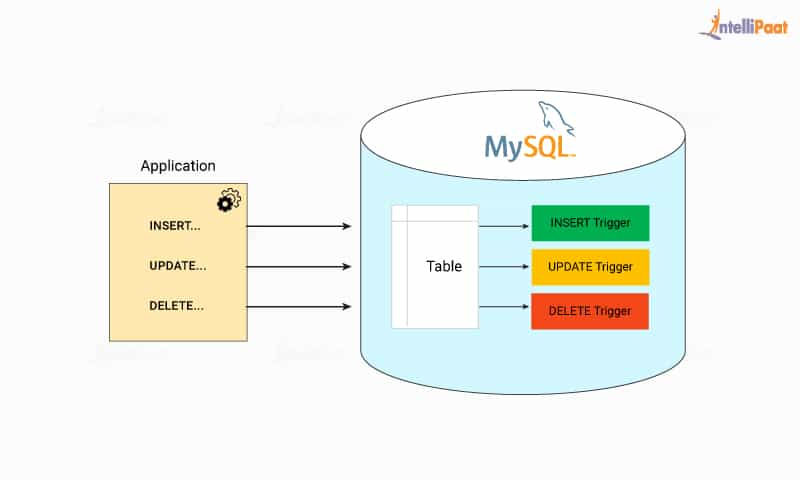 IntelliPaat
MySQL
Application
INSERT...
UPDATE...
DELETE...
Table
INSERT Trigger
UPDATE Trigger
DELETE Trigger